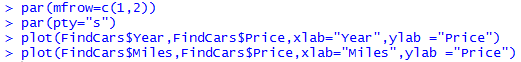 > par(mfrow=c(1,2))
> par(pty="s")
> plot(FindCars$Year,FindCars$Price,xlab="Year",ylab ="Price")
> plot(FindCars$Miles,FindCars$Price,xlab="Miles",ylab ="Price")